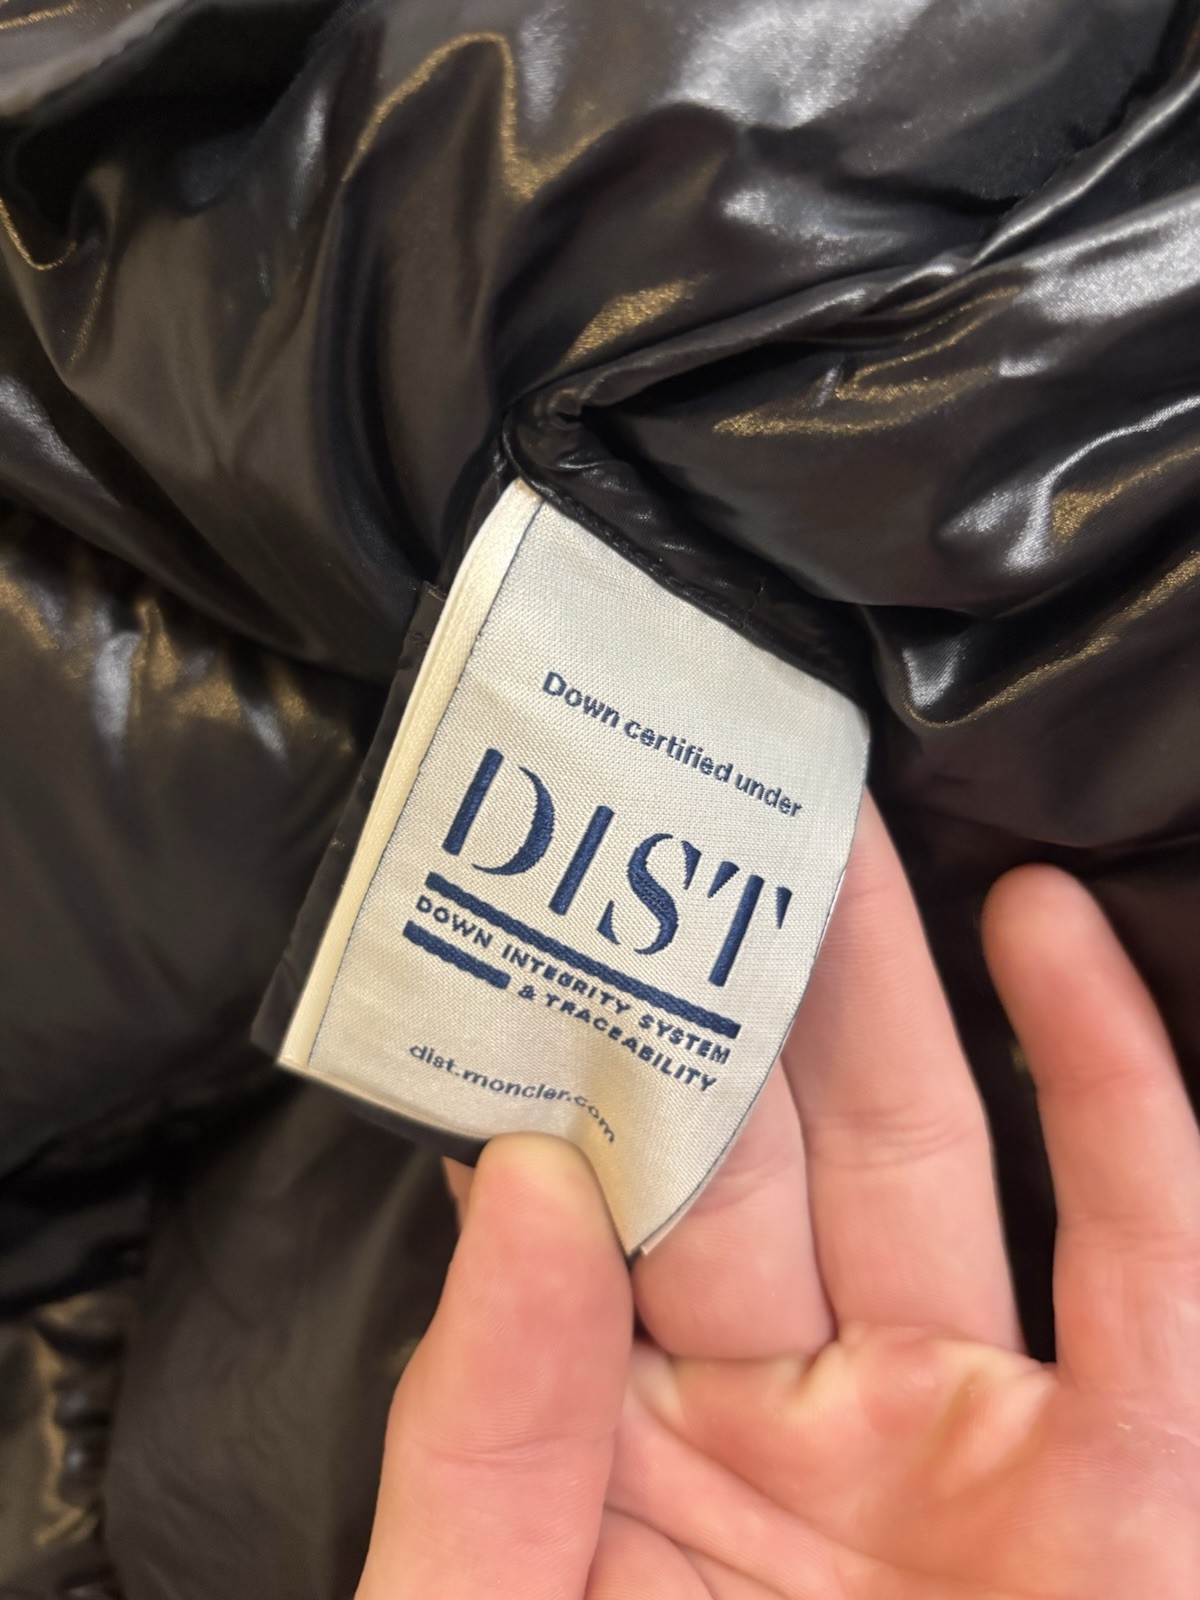 Down certified under
DIST
DOWN INTEGRITY SYSTEM
& TRACEABILITY
dist.moncler.com